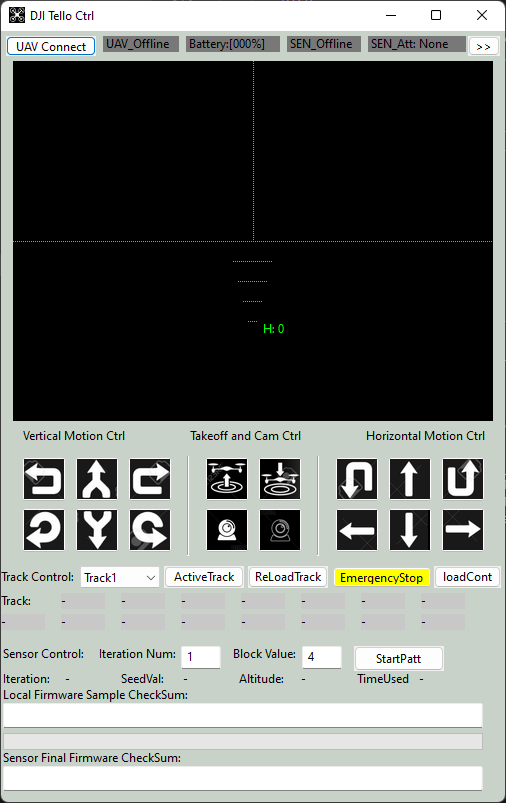 DJI Tello Ctrl
UAV Connect UAV_Offline Battery:[000%] SEN_Offline SEN_Att: None >>
H: 0
Vertical Motion Ctrl Takeoff and Cam Ctrl Horizontal Motion Ctrl
Track Control: Track1 ActiveTrack ReLoadTrack EmergencyStop loadCont
Track: - - - - - - -
- - - - - - - -
Sensor Control: Iteration Num: 1 Block Value: 4 StartPatt
Iteration: - SeedVal: - Altitude: - TimeUsed -
Local Firmware Sample CheckSum:
Sensor Final Firmware CheckSum: